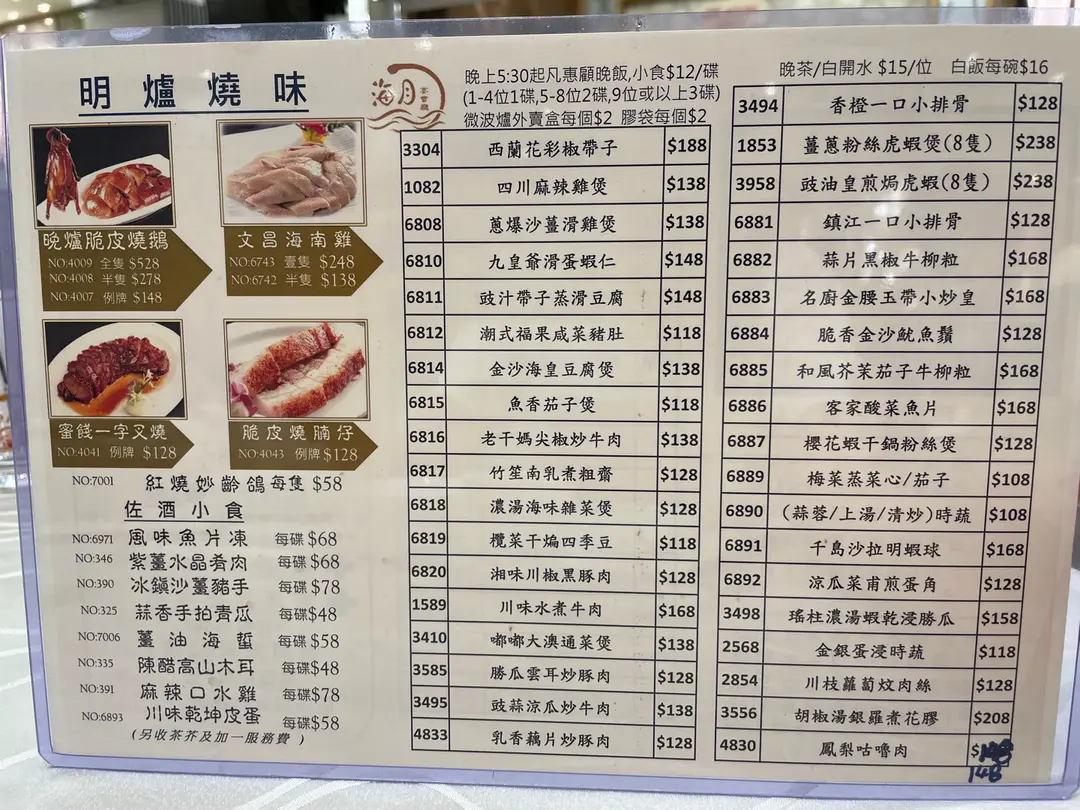 明爐燒味
晚爐脆皮燒鵝
NO:4009 全隻 $528
NO:4008 半隻 $278
NO:4007 例牌 $148
文昌海南雞
NO:6743 壹隻 $248
NO:6742 半隻 $138
蜜餞一字叉燒
NO:4041 例牌 $128
脆皮燒腩仔
NO:4043 例牌 $128
NO:7001 紅燒妙齡鴿 每隻 $58
佐酒小食
NO:6971 風味魚片凍 每碟 $68
NO:346 紫薑水晶肴肉 每碟 $68
NO:390 冰鎮沙薑豬手 每碟 $78
NO:325 蒜香手拍青瓜 每碟$48
NO:7006 薑油海蜇 每碟 $58
NO:335 陳醋高山木耳 每碟$48
NO:391 麻辣口水雞 每碟$78
NO:6893 川味乾坤皮蛋 每碟$58
(另收茶芥及加一服務費 )
海月
晚上5:30起凡惠顧晚飯,小食$12/碟
(1-4位1碟,5-8位2碟,9位或以上3碟)
微波爐外賣盒每個$2 膠袋每個$2
3304 西蘭花彩椒帶子 $188
1082 四川麻辣雞煲 $138
6808 蔥爆沙薑滑雞煲 $138
6810 九皇爺滑蛋蝦仁 $148
6811 豉汁帶子蒸滑豆腐 $148
6812 潮式福果咸菜豬肚 $118
6814 金沙海皇豆腐煲 $138
6815 魚香茄子煲 $118
6816 老干媽尖椒炒牛肉 $138
6817 竹笙南乳煮粗齋 $128
6818 濃湯海味雜菜煲 $128
6819 欖菜干煸四季豆 $118
6820 湘味川椒黑豚肉 $128
1589 川味水煮牛肉 $168
3410 嘟嘟大澳通菜煲 $138
3585 勝瓜雲耳炒豚肉 $128
3495 豉蒜涼瓜炒牛肉 $138
4833 乳香藕片炒豚肉 $128
晚茶/白開水 $15/位 白飯每碗$16
3494 香橙一口小排骨 $128
1853 薑蔥粉絲虎蝦煲(8隻) $238
3958 豉油皇煎焗虎蝦(8隻) $238
6881 鎮江一口小排骨 $128
6882 蒜片黑椒牛柳粒 $168
6883 名廚金腰玉帶小炒皇 $168
6884 脆香金沙魷魚鬚 $128
6885 和風芥茉茄子牛柳粒 $168
6886 客家酸菜魚片 $168
6887 櫻花蝦干鍋粉絲煲 $128
6889 梅菜蒸菜心/茄子 $108
6890 (蒜蓉/上湯/清炒)時蔬 $108
6891 千島沙拉明蝦球 $168
6892 涼瓜菜甫煎蛋角 $128
3498 瑤柱濃湯蝦乾浸勝瓜 $158
2568 金銀蛋浸時蔬 $118
2854 川枝蘿蔔炆肉絲 $128
3556 胡椒湯銀羅煮花膠 $208
4830 鳳梨咕嚕肉 $
148